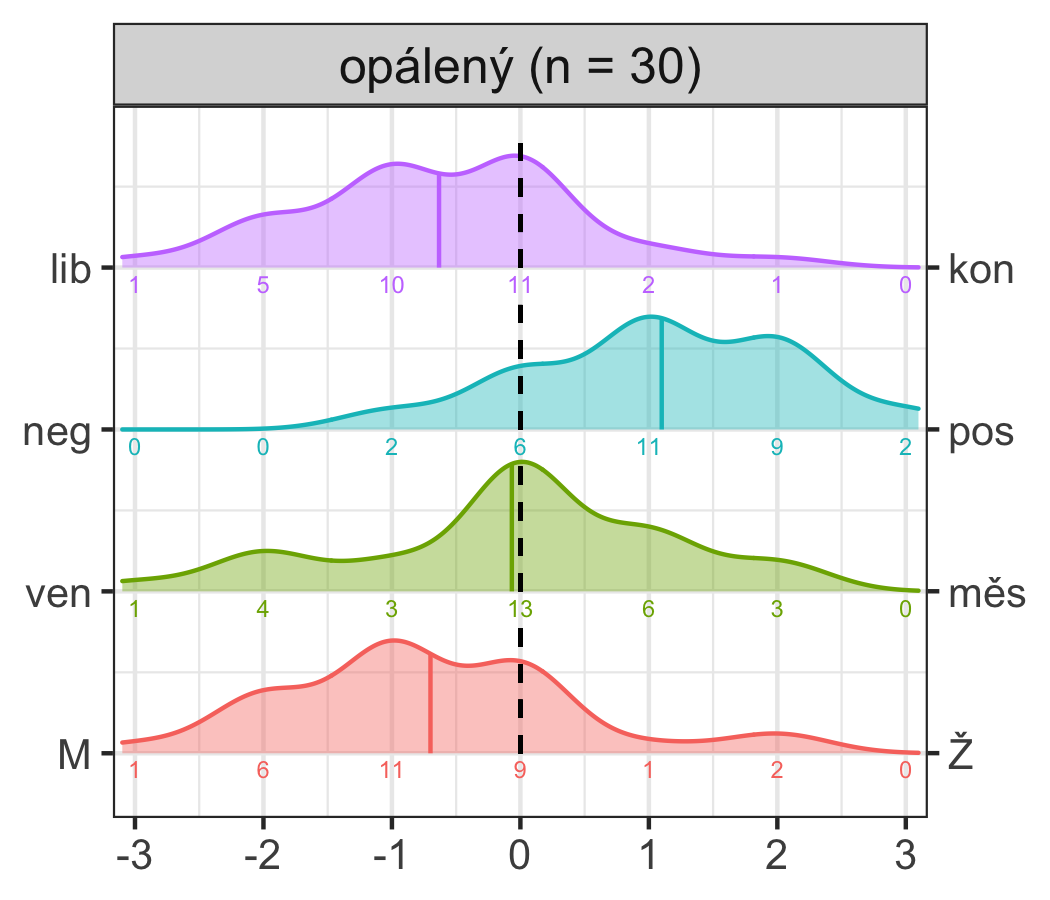 opálený (n = 30)
lib kon
1 5 10 11 2 1 0
neg pos
0 0 2 6 11 9 2
ven měs
1 4 3 13 6 3 0
M Ž
1 6 11 9 1 2 0
-3 -2 -1 0 1 2 3